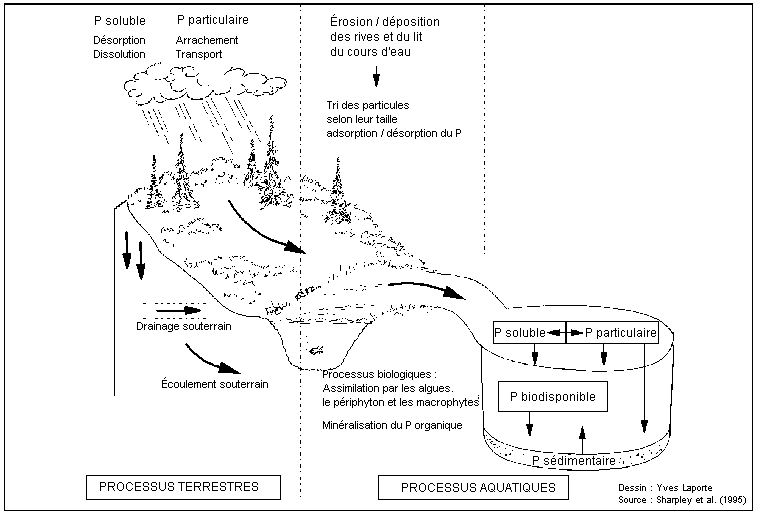 P soluble
P particulaire
Désorption
Dissolution
Arrachement
Transport
Érosion / déposition
des rives et du lit
du cours d'eau
Tri des particules
selon leur taille
adsorption / désorption du P
Drainage souterrain
Écoulement souterrain
Processus biologiques :
Assimilation par les algues,
le périphyton et les macrophytes
Minéralisation du P organique
P soluble
P particulaire
P biodisponible
P sédimentaire
PROCESSUS TERRESTRES
PROCESSUS AQUATIQUES
Dessin : Yves Laporte
Source : Sharpley et al. (1995)